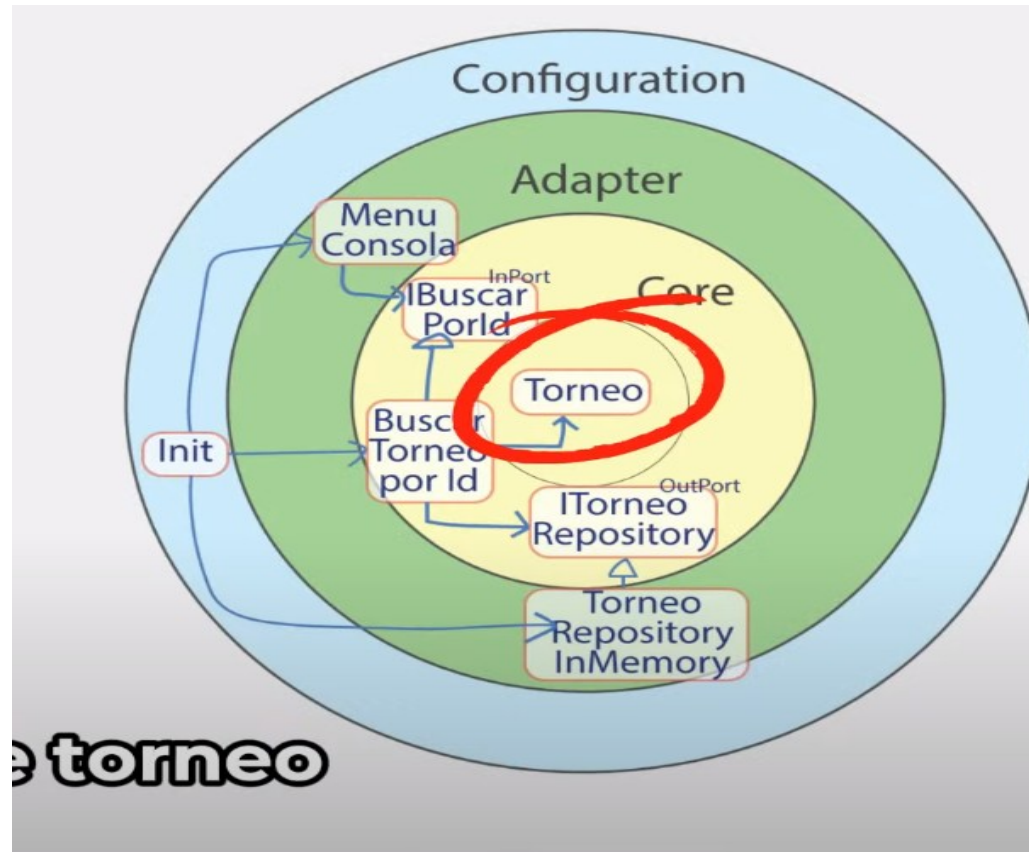 Configuration
Adapter
Menu
Consola
InPort
Core
IBuscar
PorId
Torneo
Buscar
Torneo
por Id
Init
OutPort
ITorneo
Repository
Torneo
Repository
InMemory
e torneo